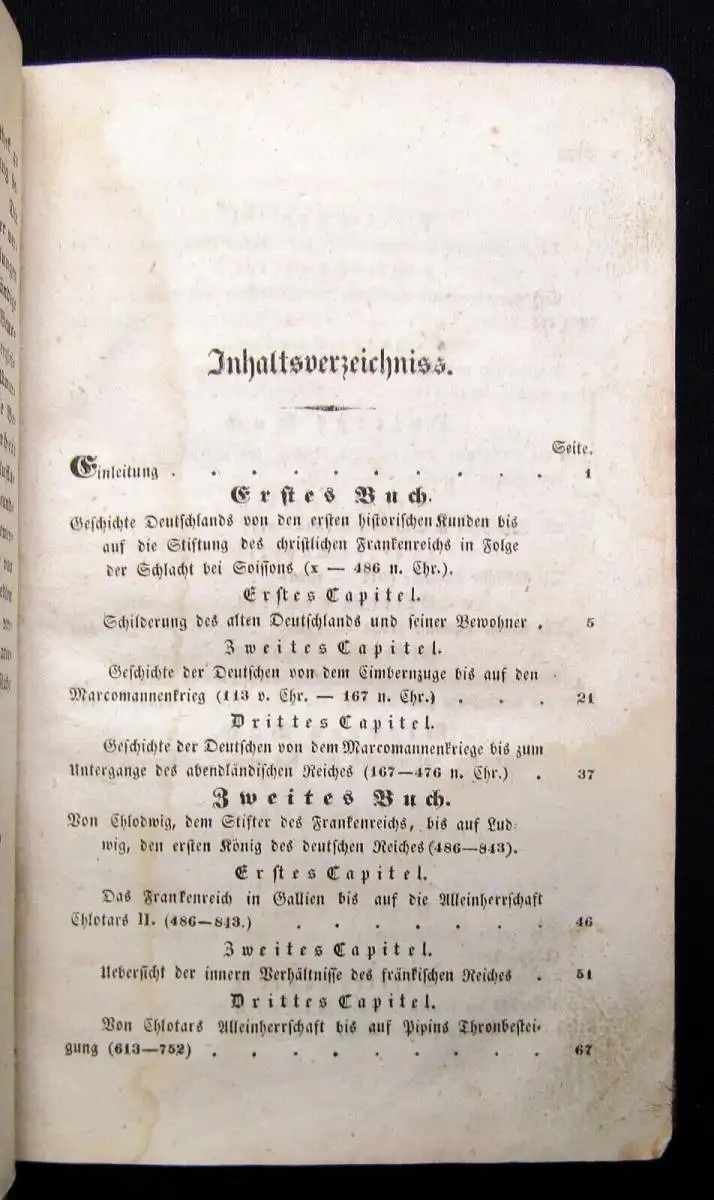 Inhaltsverzeichniss.
Seite.
Einleitung . . . . . . . . . . 1
Erstes Buch.
Geschichte Deutschlands von den ersten historischen Kunden bis
auf die Stiftung des christlichen Frankenreichs in Folge
der Schlacht bei Soissons (x — 486 n. Chr.).
Erstes Capitel.
Schilderung des alten Deutschlands und seiner Bewohner . 5
Zweites Capitel.
Geschichte der Deutschen von dem Cimbernzuge bis auf den
Marcomannenkrieg (113 v. Chr. — 167 n. Chr.) . . . 21
Drittes Capitel.
Geschichte der Deutschen von dem Marcomannenkriege bis zum
Untergange des abendländischen Reiches (167—476 n. Chr.) . 37
Zweites Buch.
Von Chlodwig, dem Stifter des Frankenreichs, bis auf Lud-
wig, den ersten König des deutschen Reiches (486—843).
Erstes Capitel.
Das Frankenreich in Gallien bis auf die Alleinherrschaft
Chlotars II. (486—843.) . . . . . . 46
Zweites Capitel.
Uebersicht der innern Verhältnisse des fränkischen Reiches . 51
Drittes Capitel.
Von Chlotars Alleinherrschaft bis auf Pipins Thronbestei-
gung (613—752) . . . . . . . . . 67